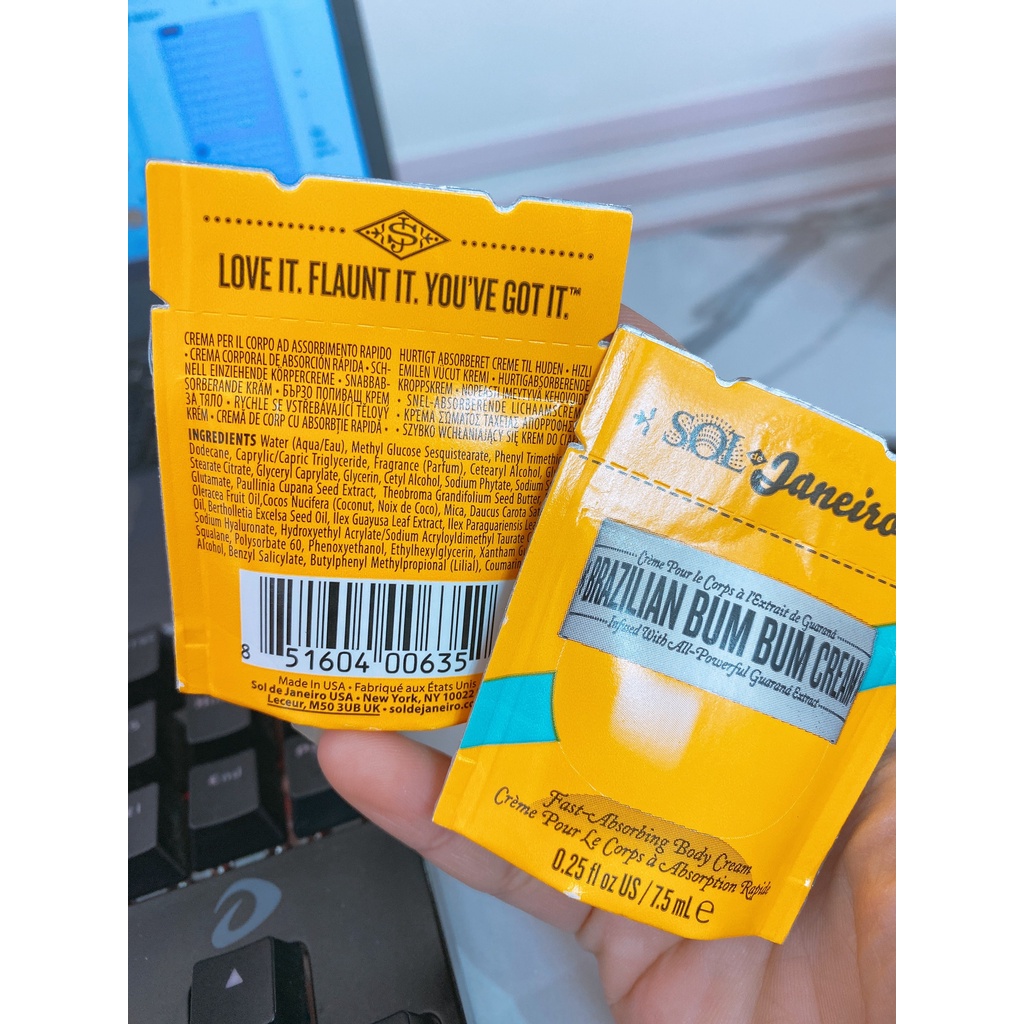 LOVE IT. FLAUNT IT. YOU'VE GOT IT.™
CREMA PER IL CORPO AD ASSORBIMENTO RAPIDO
• CREMA CORPORAL DE ABSORCIÓN RÁPIDA • SCH-
NELL EINZIEHENDE KÖRPERCREME • SNABBAB-
SORBERANDE KRÄM • БЪРЗО ПОПИВАЩ КРЕМ
ЗА ТЯЛО • RYCHLE SE VSTŘEBÁVAJÍCÍ TĚLOVÝ
KRÉM • CREMĂ DE CORP CU ABSORBȚIE RAPIDĂ •
HURTIGT ABSORBERET CREME TIL HUDEN • HIZLI
EMILEN VÜCUT KREMI • HURTIGABSORBERENDE
KROPPSKREM • NOPEASTI IMEYTYVÄ KEHOVOIDE
• SNEL-ABSORBERENDE LICHAAMSCREME
• ΚΡΕΜΑ ΣΩΜΑΤΟΣ ΤΑΧΕΙΑΣ ΑΠΟΡΡΟΦΗΣ
• SZYBKO WCHŁANIAJĄCY SIĘ KREM DO CIA
INGREDIENTS Water (Aqua/Eau), Methyl Glucose Sesquistearate, Phenyl Trimethic
Dodecane, Caprylic/Capric Triglyceride, Fragrance (Parfum), Cetearyl Alcohol, Gl
Stearate Citrate, Glyceryl Caprylate, Glycerin, Cetyl Alcohol, Sodium Phytate, Sodium S
Glutamate, Paullinia Cupana Seed Extract, Theobroma Grandifolium Seed Butter,
Oleracea Fruit Oil, Cocos Nucifera (Coconut, Noix de Coco), Mica, Daucus Carota Sat
Oil, Bertholletia Excelsa Seed Oil, Ilex Guayusa Leaf Extract, Ilex Paraguariensis Lea
Sodium Hyaluronate, Hydroxyethyl Acrylate/Sodium Acryloyldimethyl Taurate C
Squalane, Polysorbate 60, Phenoxyethanol, Ethylhexylglycerin, Xantham Gu
Alcohol, Benzyl Salicylate, Butylphenyl Methylpropional (Lilial), Coumarin
8 51604 00635
Made in USA • Fabriqué aux États Unis
Sol de Janeiro USA • New York, NY 10022
Leceur, M50 3UB UK • soldejaneiro.co
SOL de Janeiro
Crème Pour le Corps à l'Extrait de Guaraná
BRAZILIAN BUM BUM CREAM
Infused With All-Powerful Guaraná Extract
Fast-Absorbing Body Cream
Crème Pour Le Corps à Absorption Rapide
0.25 fl oz US / 7.5 mL ℮
End